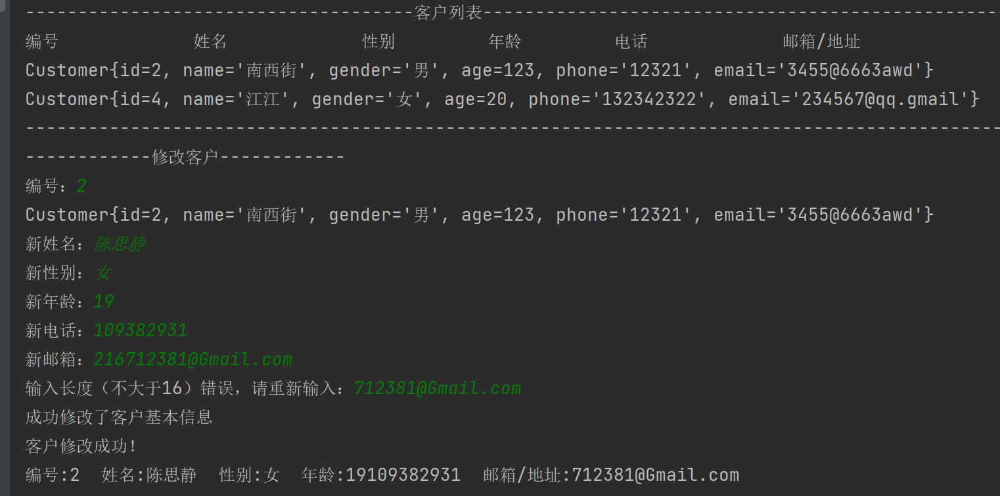 -------------------------------------客户列表--------------------------------------------------
编号 姓名 性别 年龄 电话 邮箱/地址
Customer{id=2, name='南西街', gender='男', age=123, phone='12321', email='3455@6663awd'}
Customer{id=4, name='江江', gender='女', age=20, phone='132342322', email='234567@qq.gmail'}
---------------------------------------------------------------------------------------------
------------修改客户------------
编号：2
Customer{id=2, name='南西街', gender='男', age=123, phone='12321', email='3455@6663awd'}
新姓名：陈思静
新性别：女
新年龄：19
新电话：109382931
新邮箱：216712381@Gmail.com
输入长度（不大于16）错误，请重新输入：712381@Gmail.com
成功修改了客户基本信息
客户修改成功!
编号:2 姓名:陈思静 性别:女 年龄:19109382931 邮箱/地址:712381@Gmail.com